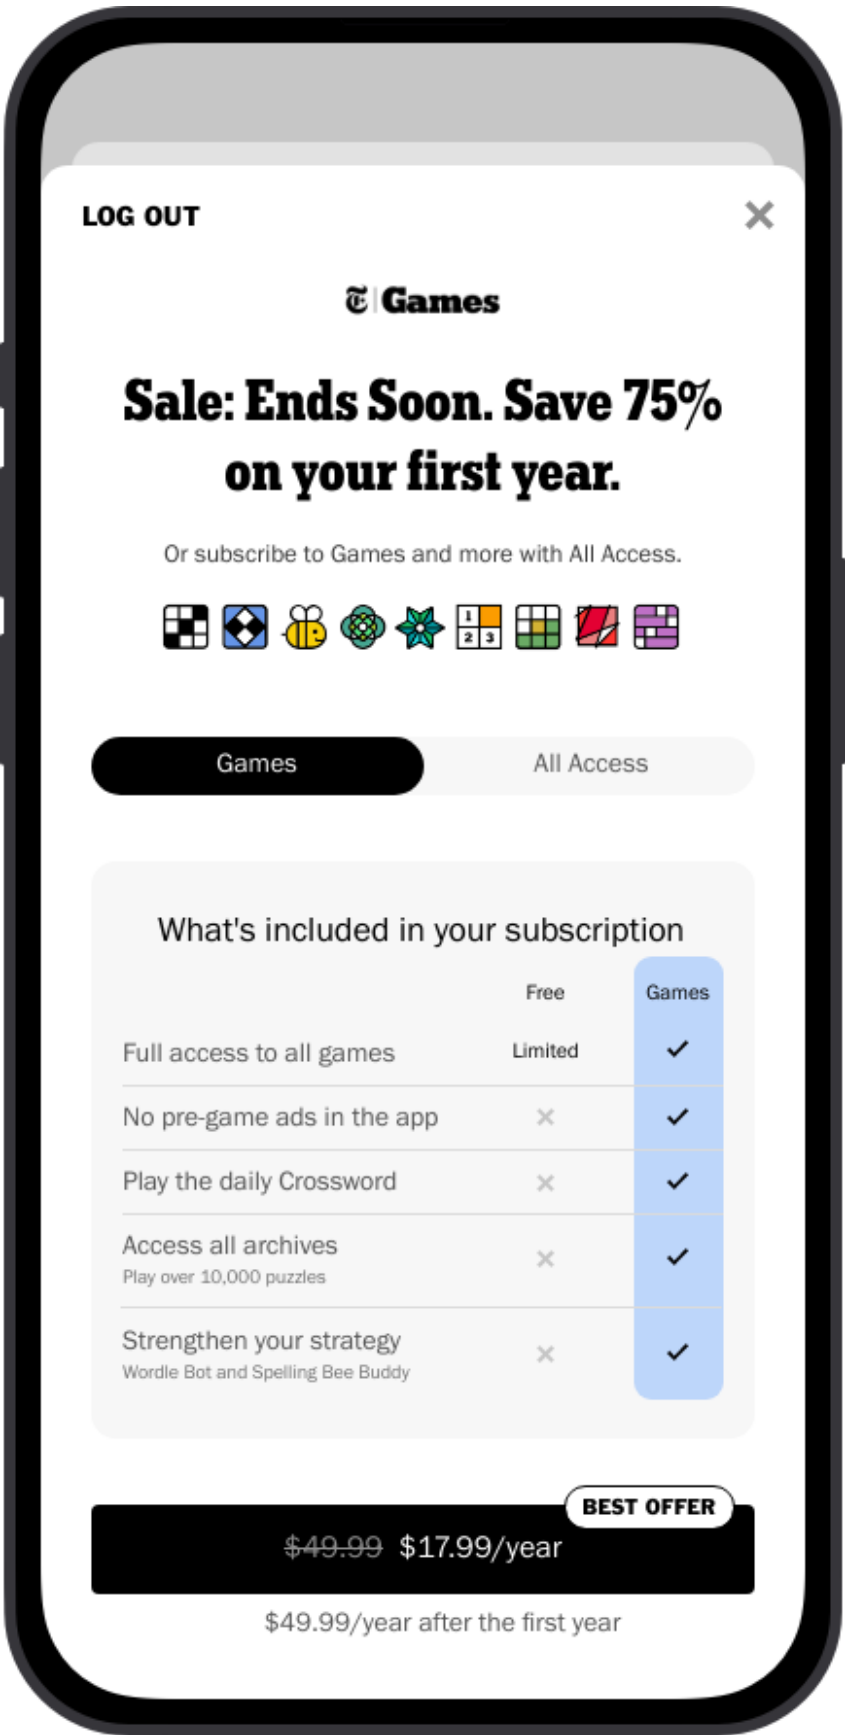 LOG OUT
T Games
Sale: Ends Soon. Save 75%
on your first year.
Or subscribe to Games and more with All Access.
1
2 3
Games All Access
What's included in your subscription
Free Games
Full access to all games Limited
No pre-game ads in the app
Play the daily Crossword
Access all archives
Play over 10,000 puzzles
Strengthen your strategy
Wordle Bot and Spelling Bee Buddy
BEST OFFER
$49.99 $17.99/year
$49.99/year after the first year